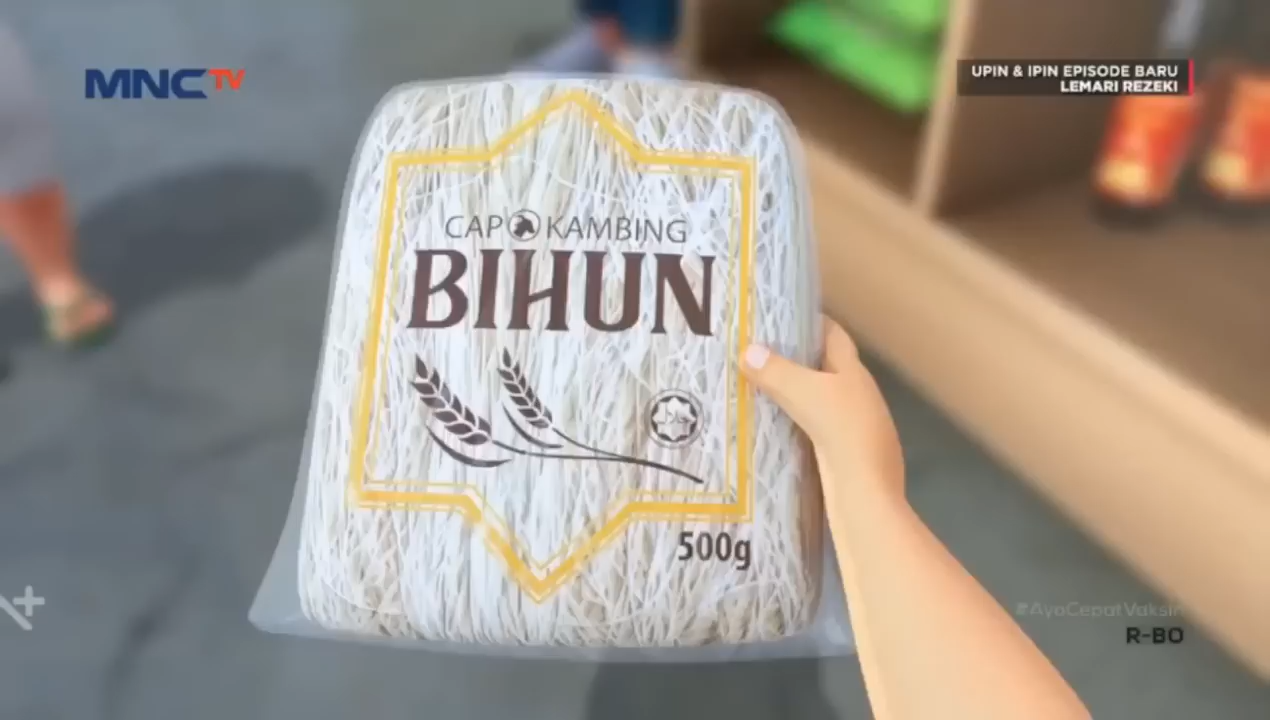 MNCTV
UPIN & IPIN EPISODE BARU
LEMARI REZEKI
CAP KAMBING
BIHUN
500g
#AyoCepatVaksin
R-BO